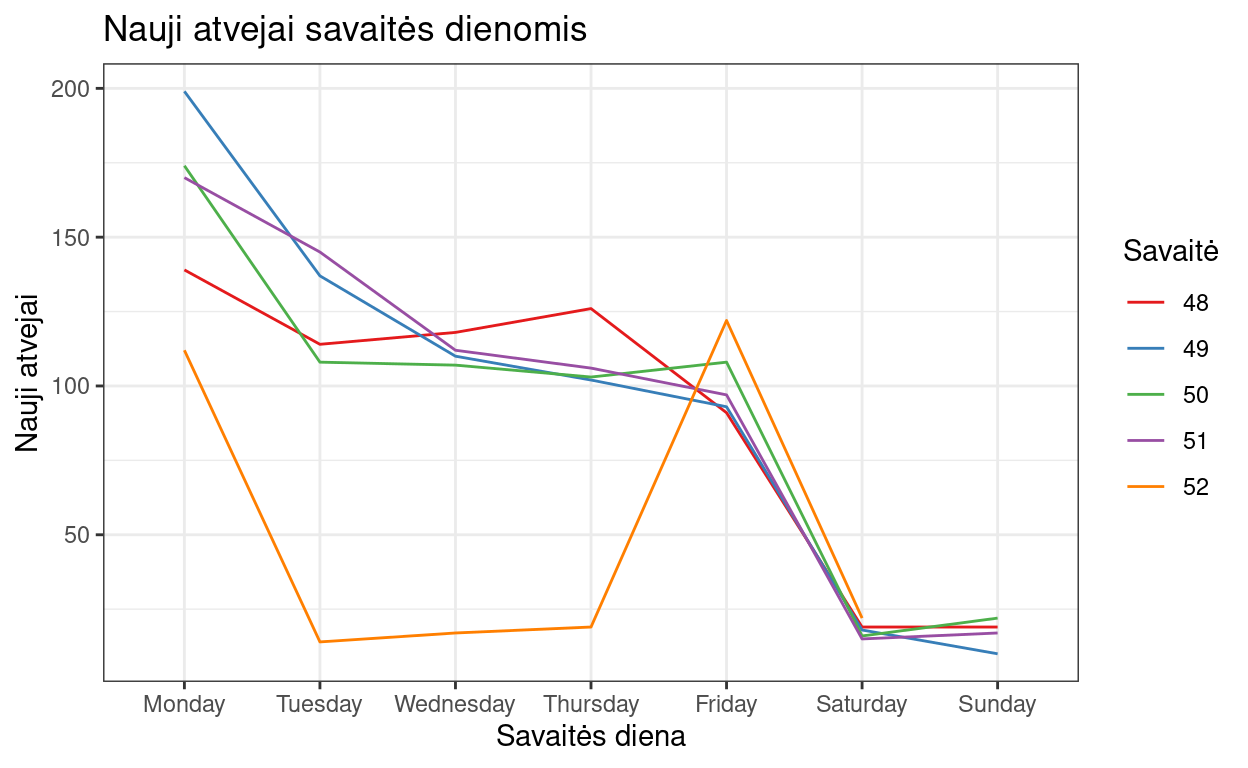 Nauji atvejai savaitės dienomis
Nauji atvejai
200
150
100
50
Monday Tuesday Wednesday Thursday Friday Saturday Sunday
Savaitės diena
Savaitė
48
49
50
51
52